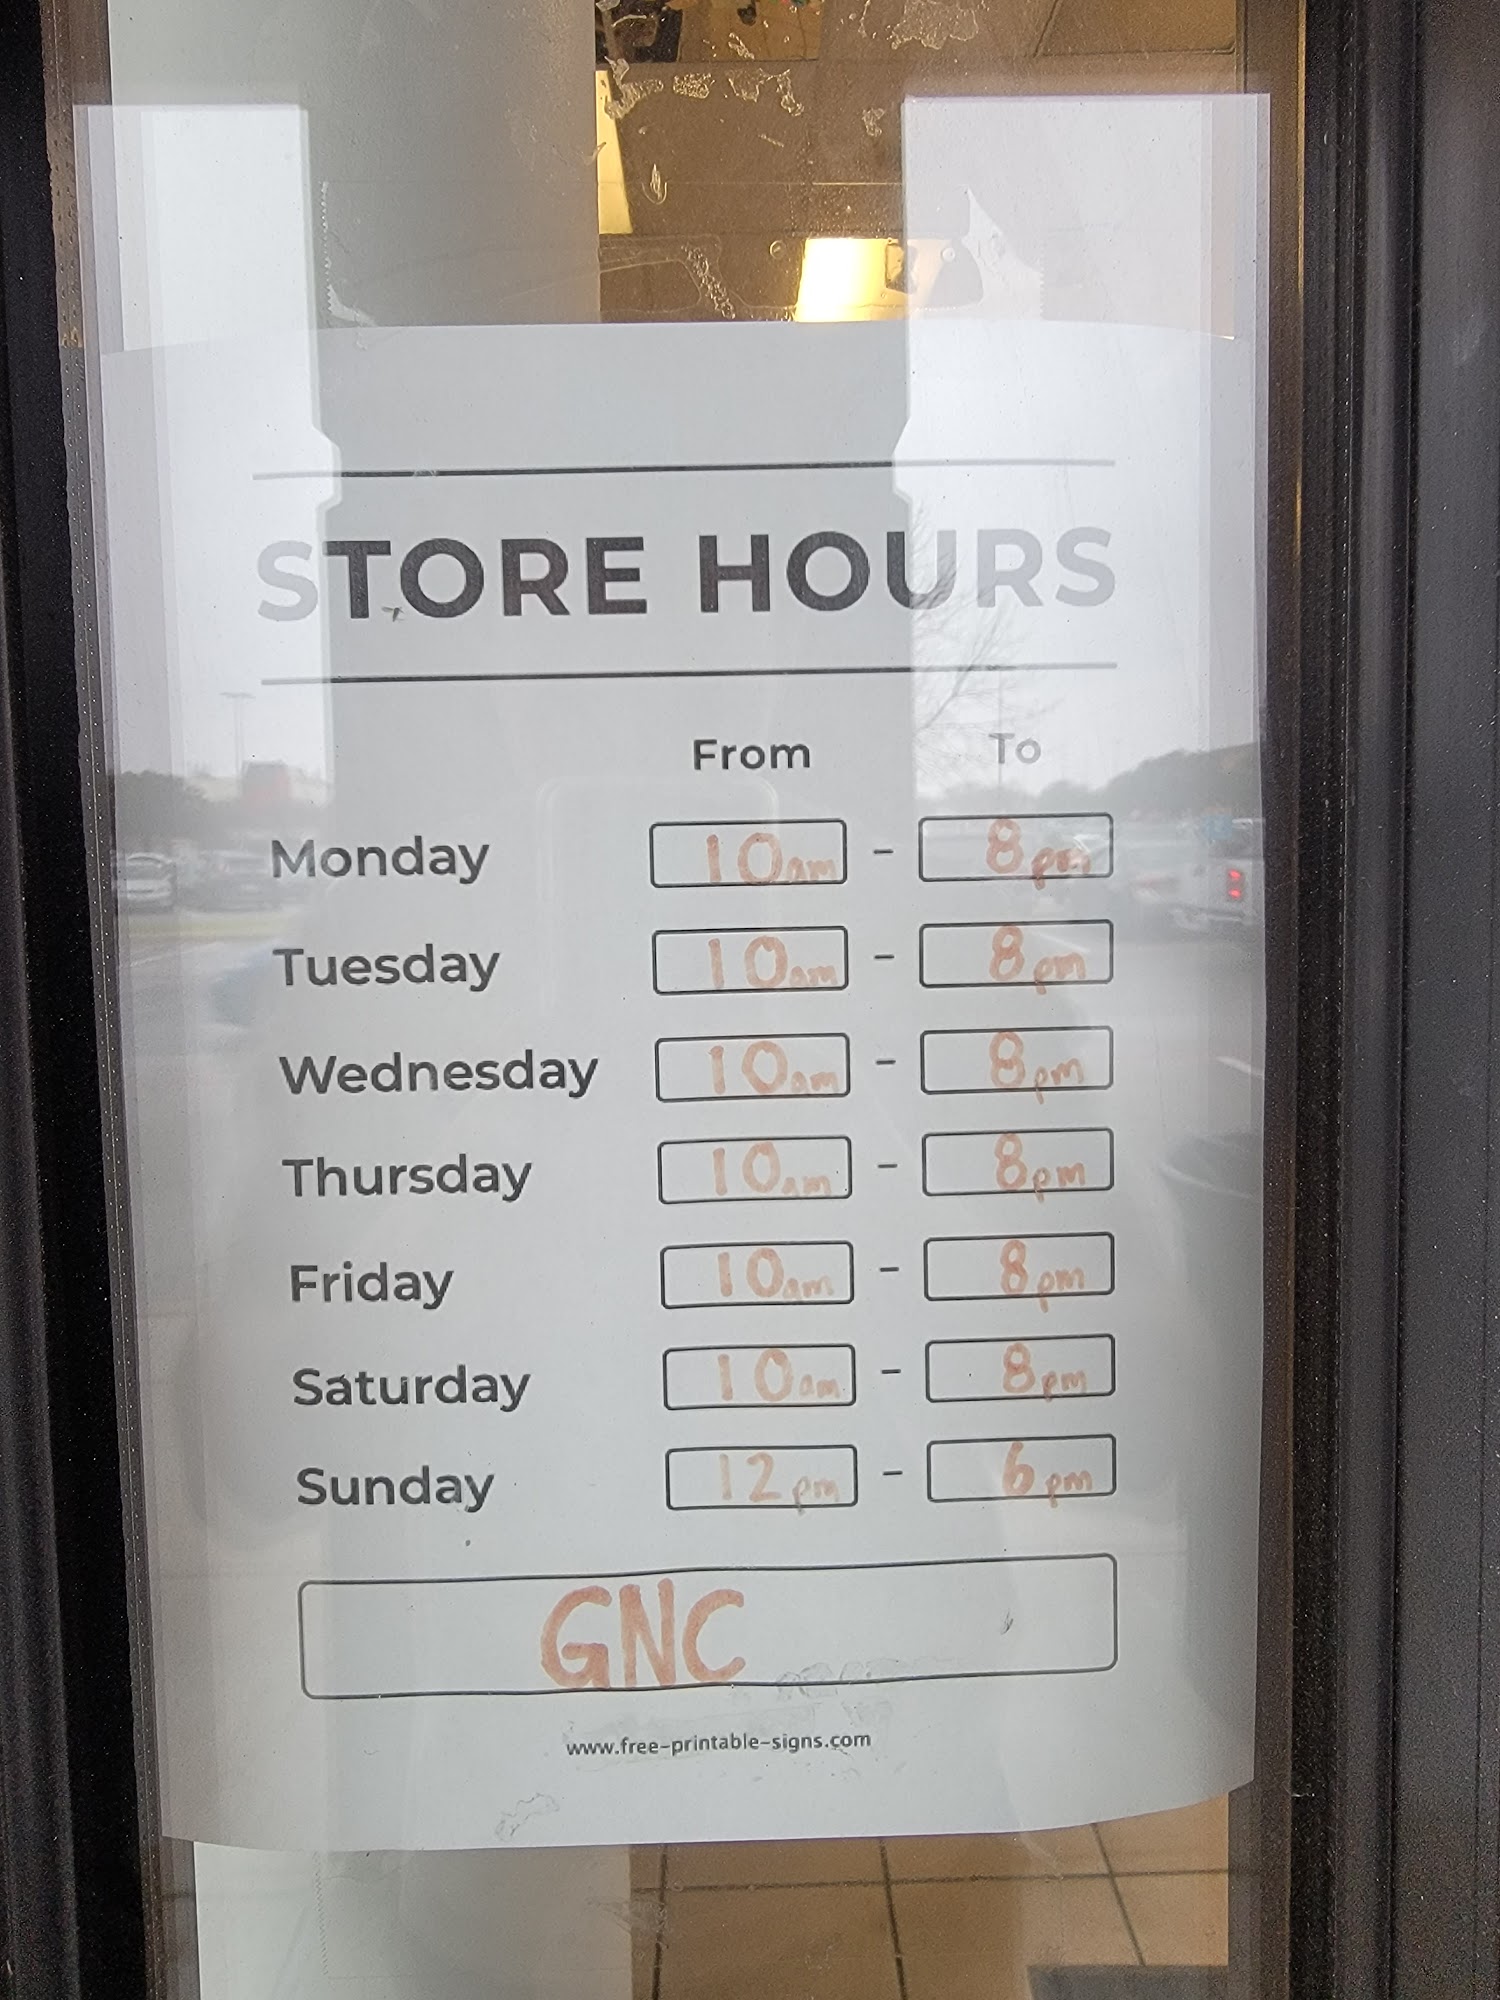 STORE HOURS
From To
Monday 10am - 8pm
Tuesday 10am - 8pm
Wednesday 10am - 8pm
Thursday 10am - 8pm
Friday 10am - 8pm
Saturday 10am - 8pm
Sunday 12pm - 6pm
GNC
www.free-printable-signs.com